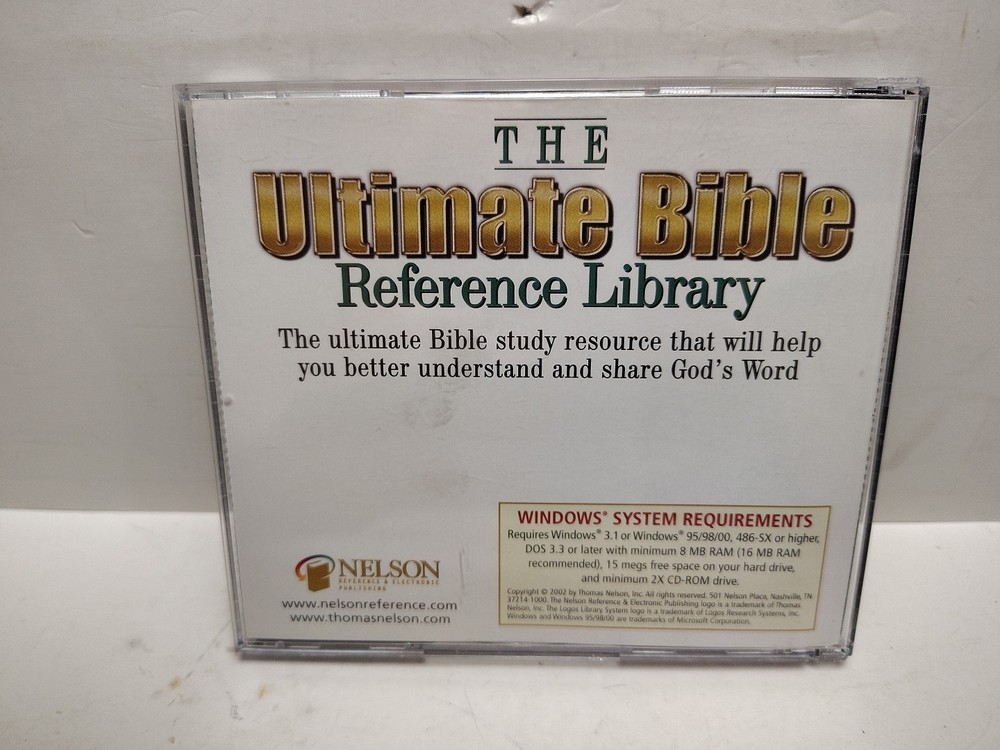 THE
Ultimate Bible
Reference Library
The ultimate Bible study resource that will help
you better understand and share God's Word
WINDOWS® SYSTEM REQUIREMENTS
Requires Windows® 3.1 or Windows® 95/98/00, 486-SX or higher,
DOS 3.3 or later with minimum 8 MB RAM (16 MB RAM
recommended), 15 megs free space on your hard drive,
and minimum 2X CD-ROM drive.
Copyright © 2002 by Thomas Nelson, Inc. All rights reserved. 501 Nelson Place, Nashville, TN
37214-1000. The Nelson Reference & Electronic Publishing logo is a trademark of Thomas
Nelson, Inc. The Logos Library System logo is a trademark of Logos Research Systems, Inc.
Windows and Windows 95/98/00 are trademarks of Microsoft Corporation.
NELSON
REFERENCE & ELECTRONIC
PUBLISHING
www.nelsonreference.com
www.thomasnelson.com